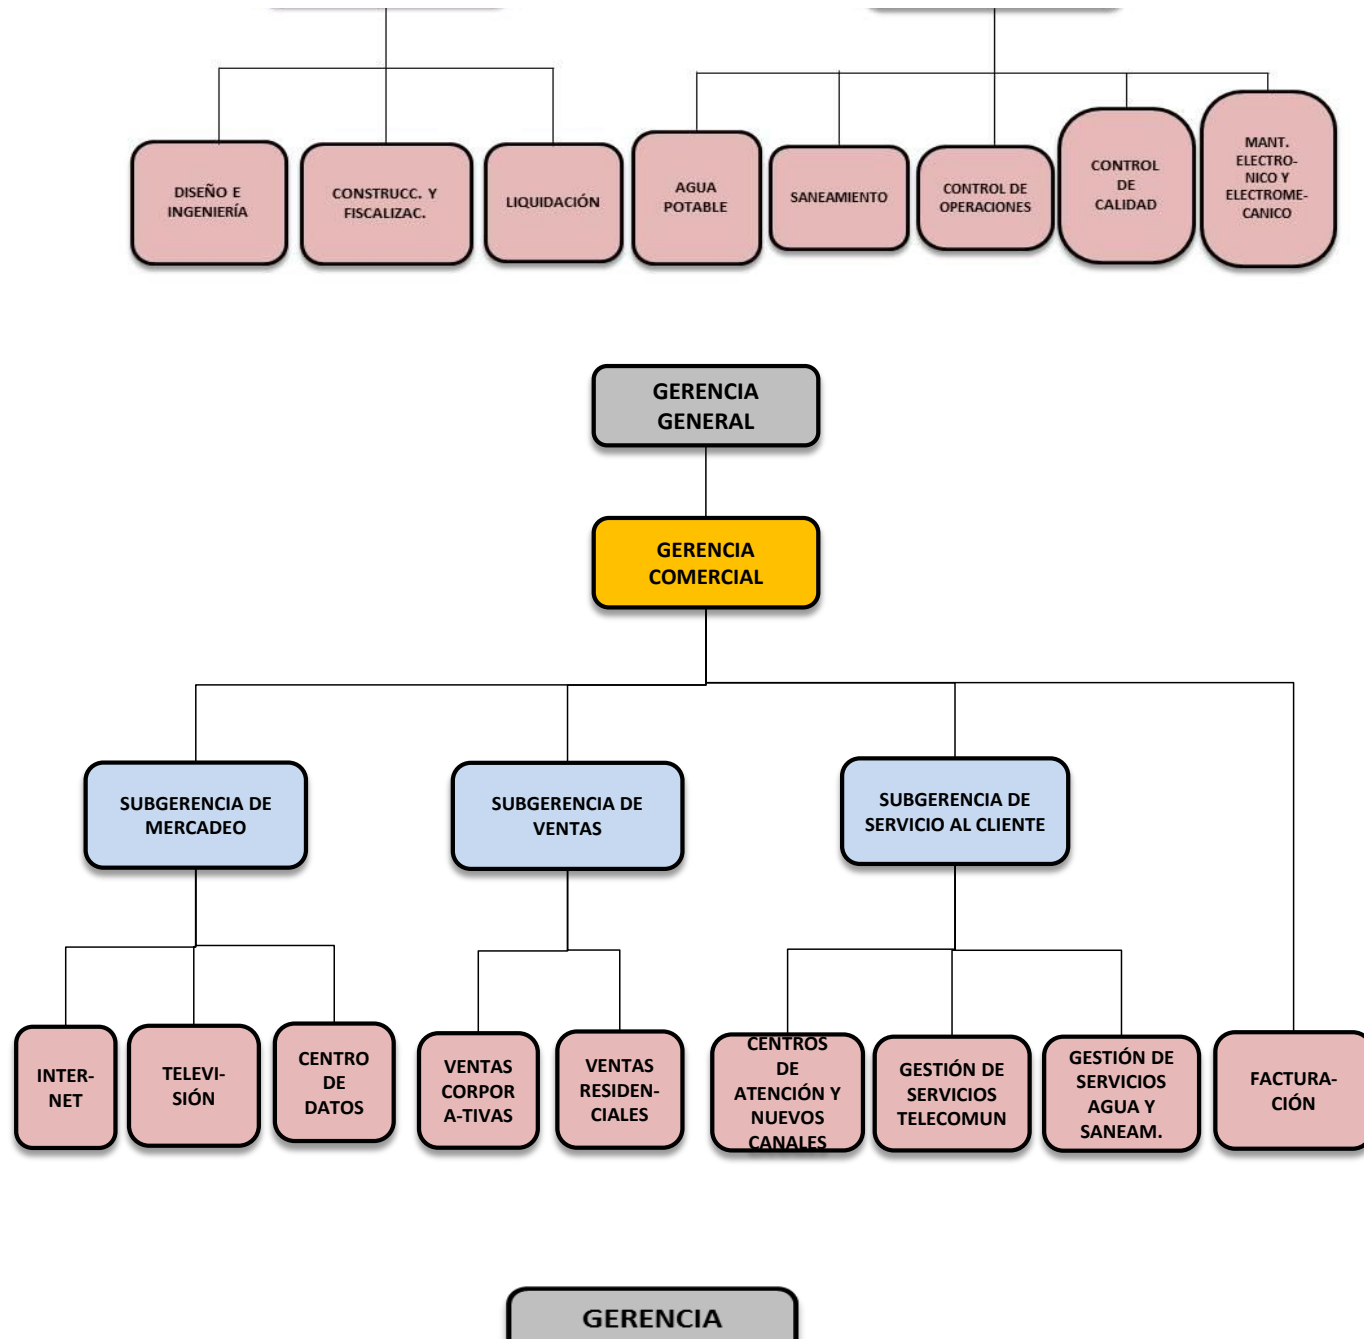 DISEÑO E
INGENIERÍA
CONSTRUCC. Y
FISCALIZAC.
LIQUIDACIÓN
AGUA
POTABLE
SANEAMIENTO
CONTROL DE
OPERACIONES
CONTROL
DE
CALIDAD
MANT.
ELECTRO-
NICO Y
ELECTROME-
CANICO
GERENCIA
GENERAL
GERENCIA
COMERCIAL
SUBGERENCIA DE
MERCADEO
SUBGERENCIA DE
VENTAS
SUBGERENCIA DE
SERVICIO AL CLIENTE
INTER-
NET
TELEVI-
SIÓN
CENTRO
DE
DATOS
VENTAS
CORPOR
A-TIVAS
VENTAS
RESIDEN-
CIALES
CENTROS
DE
ATENCIÓN Y
NUEVOS
CANALES
GESTIÓN DE
SERVICIOS
TELECOMUN
GESTIÓN DE
SERVICIOS
AGUA Y
SANEAM.
FACTURA-
CIÓN
GERENCIA